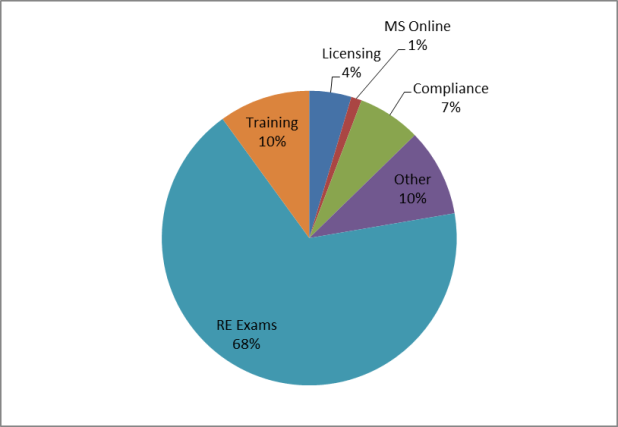 MS Online
1%
Licensing
4%
Compliance
7%
Training
10%
Other
10%
RE Exams
68%